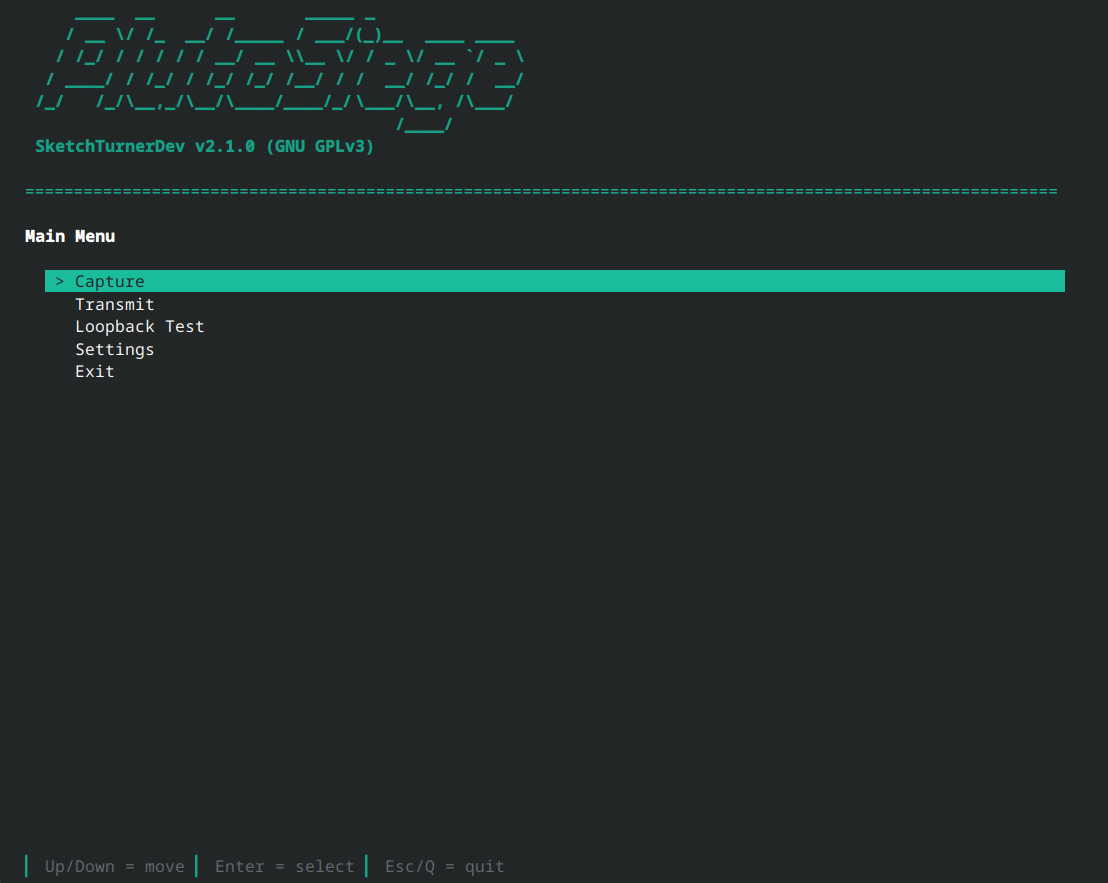 PlutoSiege
SketchTurnerDev v2.1.0 (GNU GPLv3)
Main Menu
> Capture
Transmit
Loopback Test
Settings
Exit
Up/Down = move | Enter = select | Esc/Q = quit